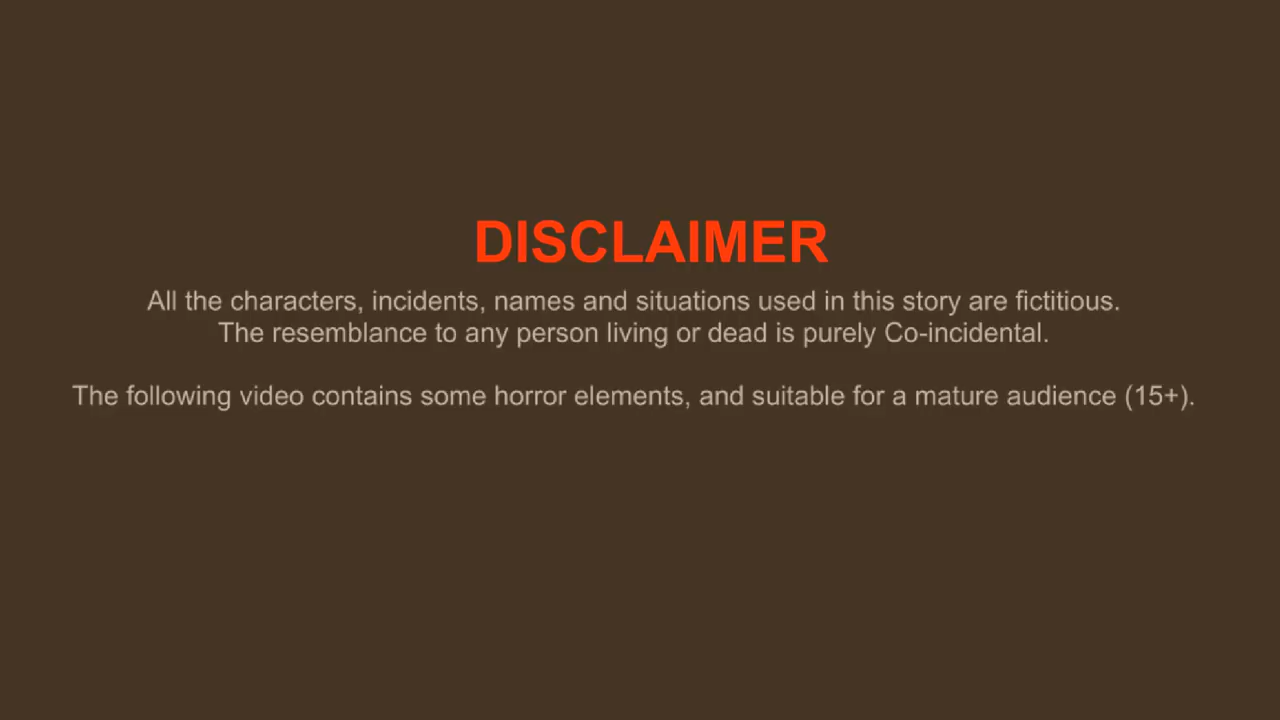 DISCLAIMER
All the characters, incidents, names and situations used in this story are fictitious.
The resemblance to any person living or dead is purely Co-incidental.
The following video contains some horror elements, and suitable for a mature audience (15+).